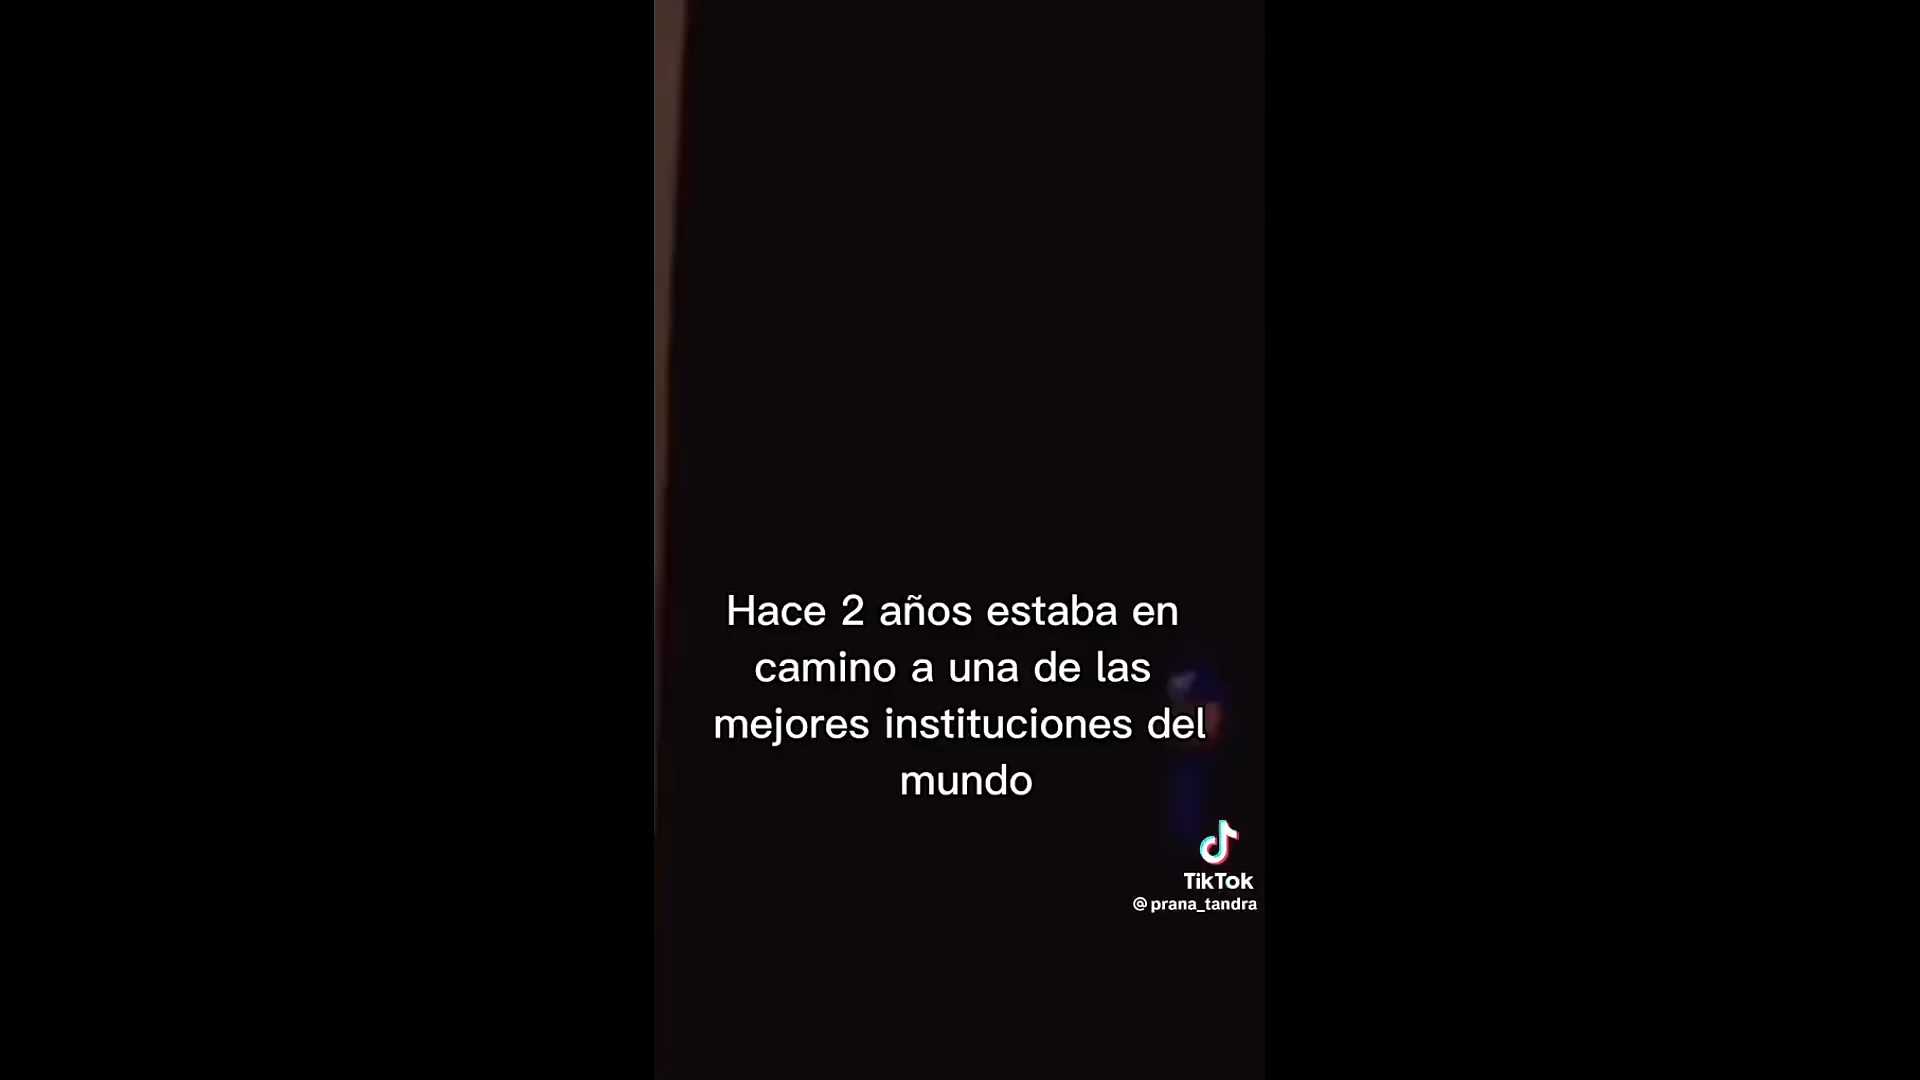 Hace 2 años estaba en
camino a una de las
mejores instituciones del
mundo
TikTok
@prana_tandra